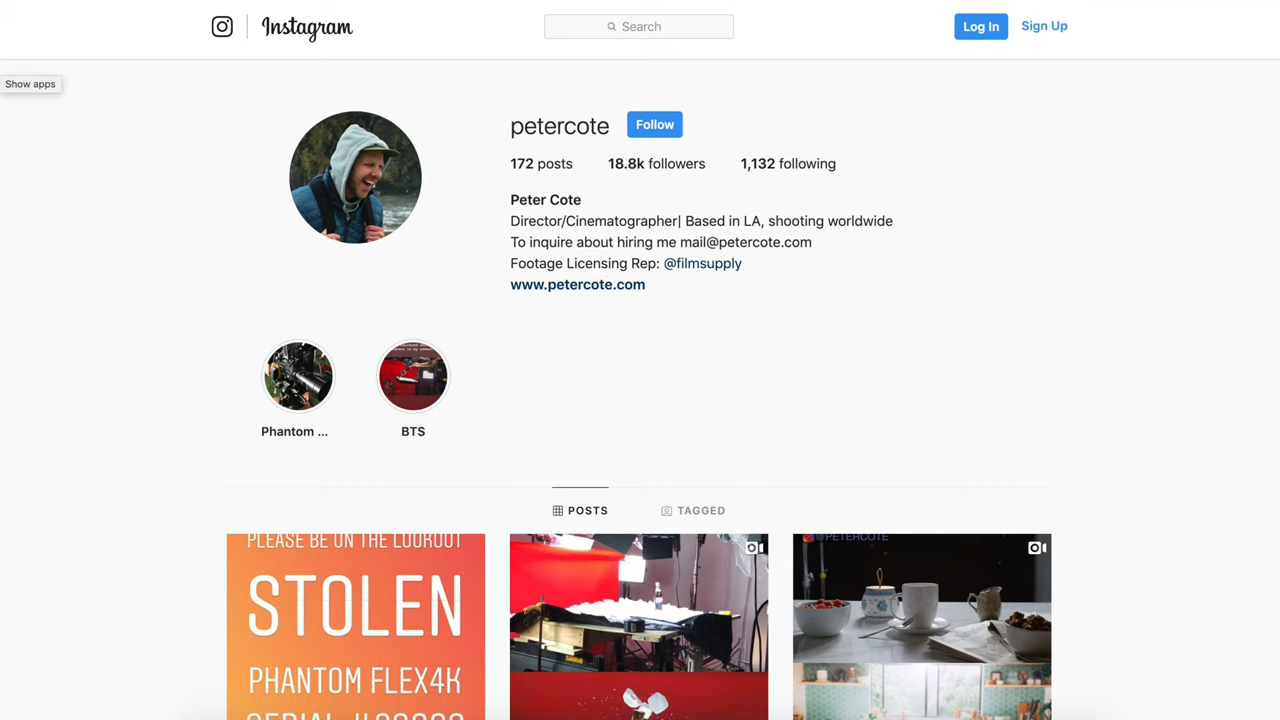 Instagram
Search
Log In
Sign Up
Show apps
petercote
Follow
172 posts
18.8k followers
1,132 following
Peter Cote
Director/Cinematographer| Based in LA, shooting worldwide
To inquire about hiring me mail@petercote.com
Footage Licensing Rep: @filmsupply
www.petercote.com
Phantom ...
BTS
POSTS
TAGGED
PLEASE BE ON THE LOOKOUT
STOLEN
PHANTOM FLEX4K
@PETERCOTE